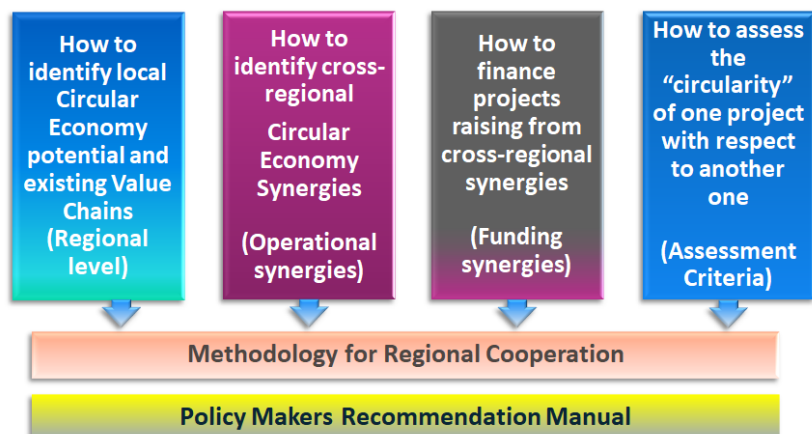 How to
identify local
Circular
Economy
potential and
existing Value
Chains
(Regional
level)
How to
identify cross-
regional
Circular
Economy
Synergies
(Operational
synergies)
How to
finance
projects
raising from
cross-regional
synergies
(Funding
synergies)
How to assess
the
“circularity”
of one project
with respect
to another
one
(Assessment
Criteria)
Methodology for Regional Cooperation
Policy Makers Recommendation Manual